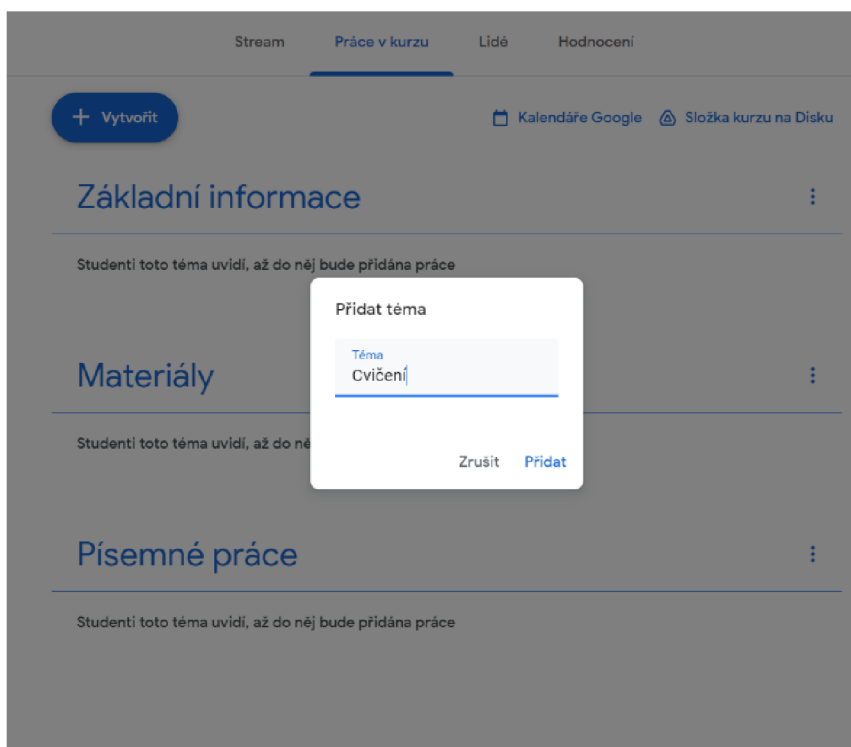 Stream Práce v kurzu Lidé Hodnocení
+ Vytvořit Kalendáře Google Složka kurzu na Disku
Základní informace
Studenti toto téma uvidí, až do něj bude přidána práce
Přidat téma
Téma
Cvičení
Materiály
Studenti toto téma uvidí, až do ně
Zrušit Přidat
Písemné práce
Studenti toto téma uvidí, až do něj bude přidána práce